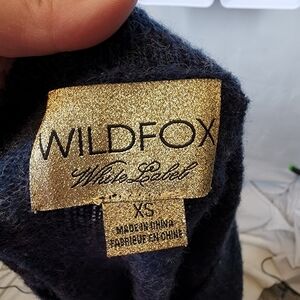 WILDFOX
White Label
XS
MADE IN CHINA
FABRIQUE EN CHINE